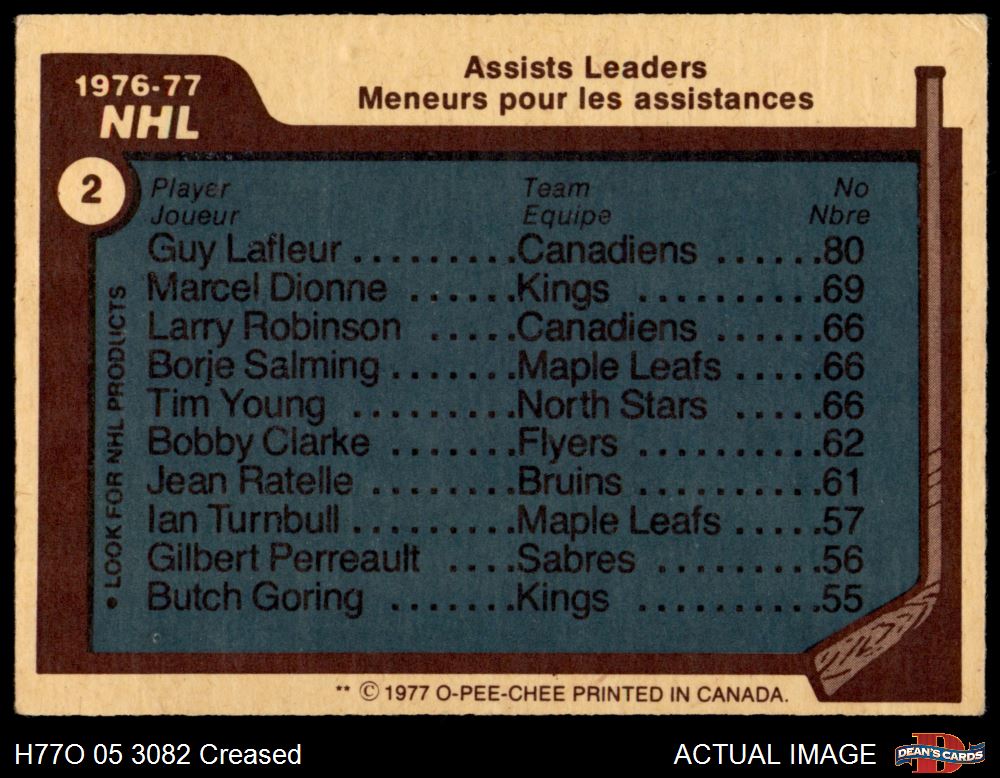 1976-77
NHL
Assists Leaders
Meneurs pour les assistances
2
Player Team No
Joueur Equipe Nbre
Guy Lafleur ..........Canadiens ......80
Marcel Dionne ......Kings ..........69
Larry Robinson .....Canadiens ......66
Borje Salming .......Maple Leafs .....66
Tim Young .........North Stars .....66
Bobby Clarke .......Flyers .........62
Jean Ratelle ........Bruins .........61
Ian Turnbull .........Maple Leafs .....57
Gilbert Perreault ....Sabres .........56
Butch Goring .......Kings ..........55
• LOOK FOR NHL PRODUCTS
** © 1977 O-PEE-CHEE PRINTED IN CANADA.
H77O 05 3082 Creased
ACTUAL IMAGE
D
DEAN'S CARDS